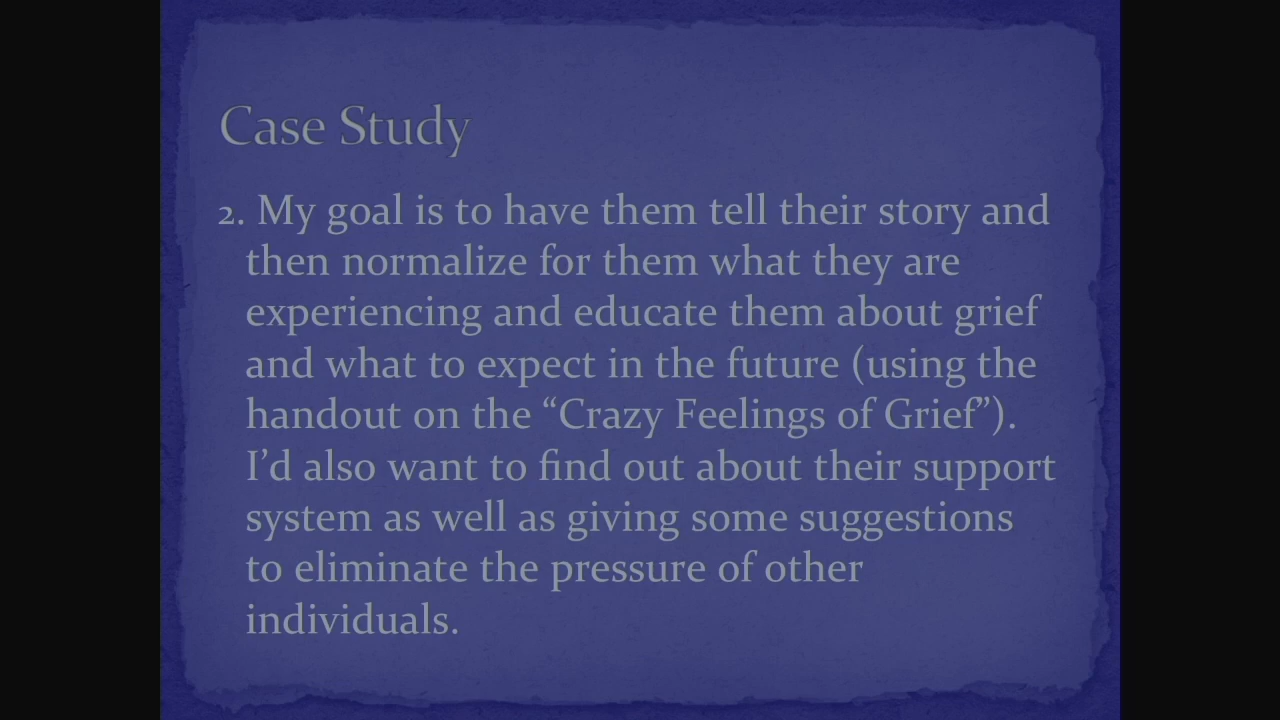 Case Study
2. My goal is to have them tell their story and
then normalize for them what they are
experiencing and educate them about grief
and what to expect in the future (using the
handout on the “Crazy Feelings of Grief”).
I’d also want to find out about their support
system as well as giving some suggestions
to eliminate the pressure of other
individuals.